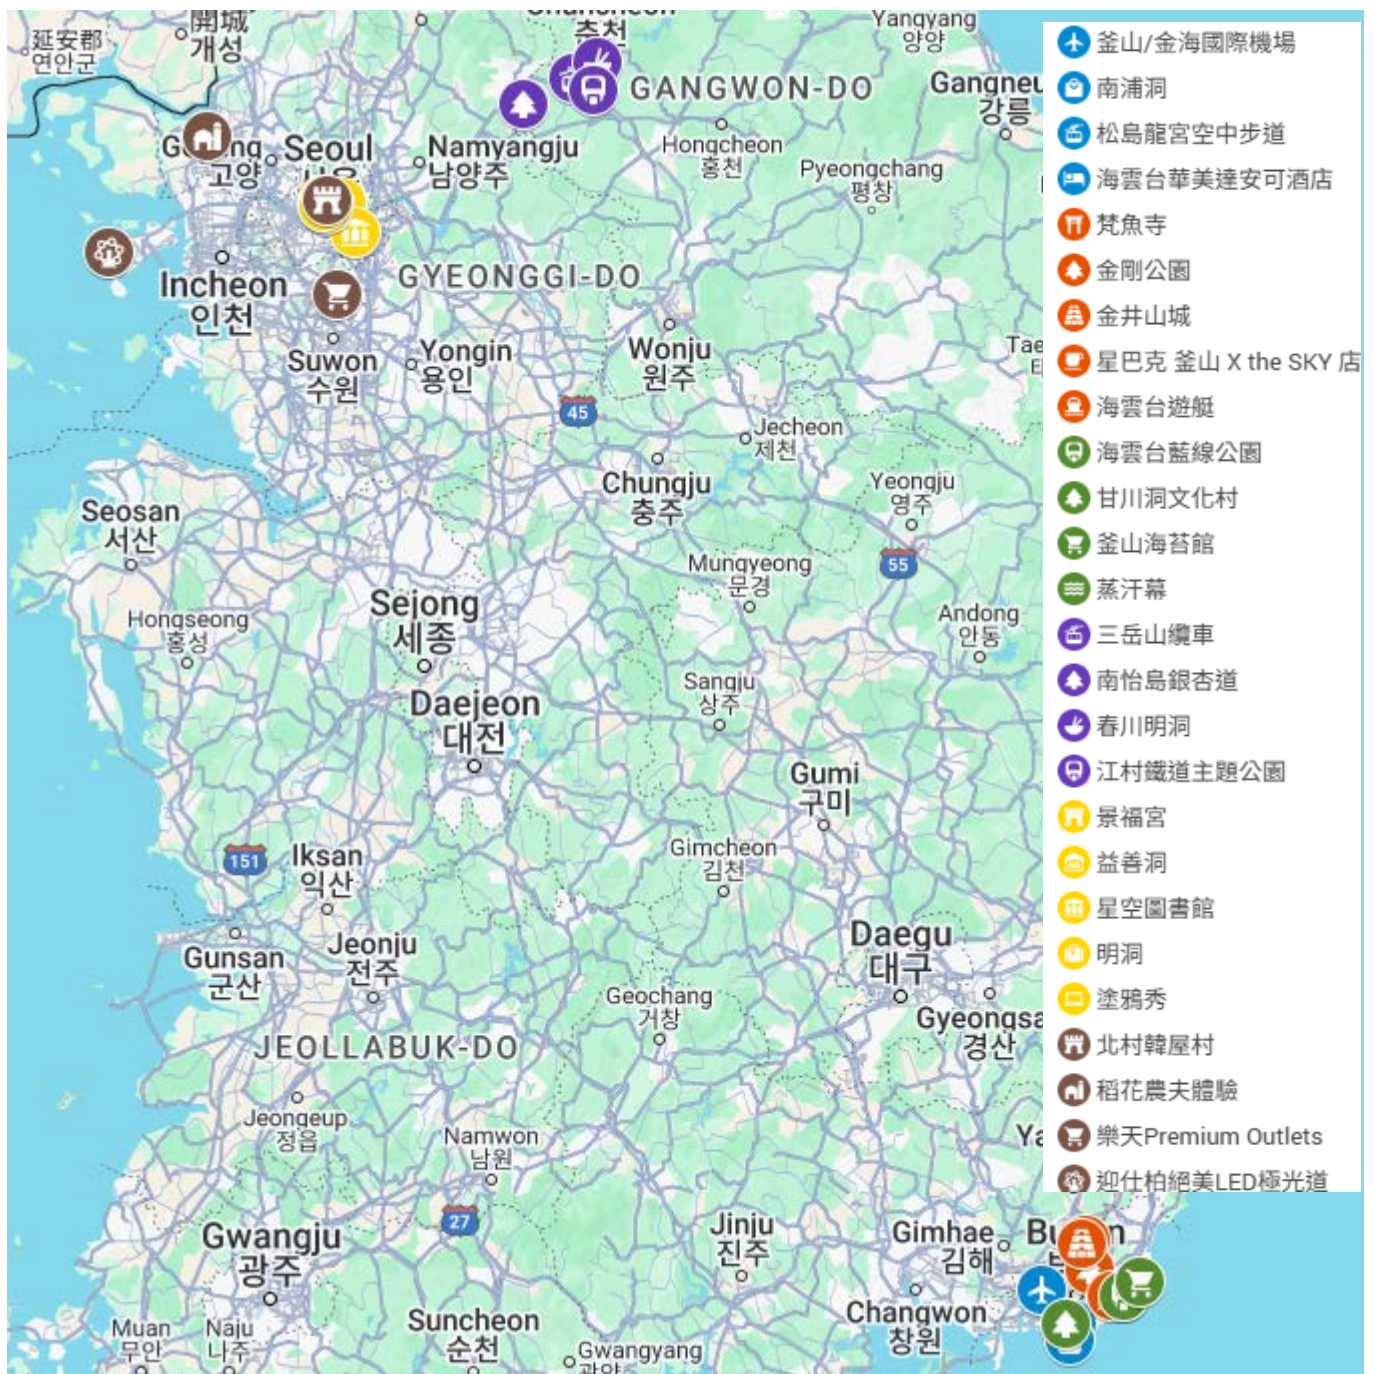 춘천
Yangyang
양양
開城
개성
延安郡
연안군
GANGWON-DO
강릉
Hongcheon
홍천
Pyeongchang
평창
Seoul
고양
Namyangju
남양주
Incheon
인천
GYEONGGI-DO
Suwon
수원
Yongin
용인
Wonju
원주
45
Jecheon
제천
Chungju
충주
Yeongju
영주
Seosan
서산
Mungyeong
문경
55
Sejong
세종
Hongseong
홍성
Andong
안동
Sangju
상주
Daejeon
대전
Gumi
구미
Gimcheon
김천
151
Iksan
익산
Jeonju
전주
Gunsan
군산
Daegu
대구
Geochang
거창
Gyeongsa
경산
JEOLLABUK-DO
Jeongeup
정읍
Namwon
남원
27
Gwangju
광주
Jinju
진주
Gimhae
김해
Changwon
창원
Suncheon
순천
Muan
무안
Naju
나주
Gwangyang
釜山/金海國際機場
南浦洞
松島龍宮空中步道
海雲台華美達安可酒店
梵魚寺
金剛公園
金井山城
星巴克 釜山 X the SKY 店
海雲台遊艇
海雲台藍線公園
甘川洞文化村
釜山海苔館
蒸汗幕
三岳山纜車
南怡島銀杏道
春川明洞
江村鐵道主題公園
景福宮
益善洞
星空圖書館
明洞
塗鴉秀
北村韓屋村
稻花農夫體驗
樂天Premium Outlets
迎仕柏絕美LED極光道